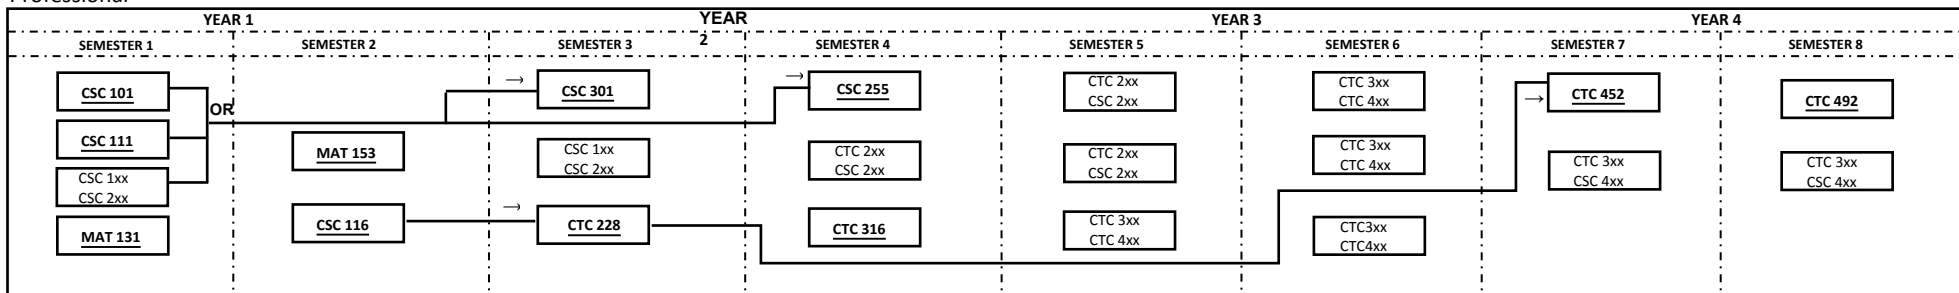 Professional
YEAR 1
YEAR
2
YEAR 3
YEAR 4
SEMESTER 1
SEMESTER 2
SEMESTER 3
SEMESTER 4
SEMESTER 5
SEMESTER 6
SEMESTER 7
SEMESTER 8
CSC 101
OR
CSC 111
CSC 1xx
CSC 2xx
MAT 131
MAT 153
CSC 116
→
CSC 301
CSC 1xx
CSC 2xx
→
CTC 228
→
CSC 255
CTC 2xx
CSC 2xx
CTC 316
CTC 2xx
CSC 2xx
CTC 2xx
CSC 2xx
CTC 3xx
CTC 4xx
CTC 3xx
CTC 4xx
CTC 3xx
CTC 4xx
CTC3xx
CTC4xx
→
CTC 452
CTC 3xx
CSC 4xx
CTC 492
CTC 3xx
CSC 4xx